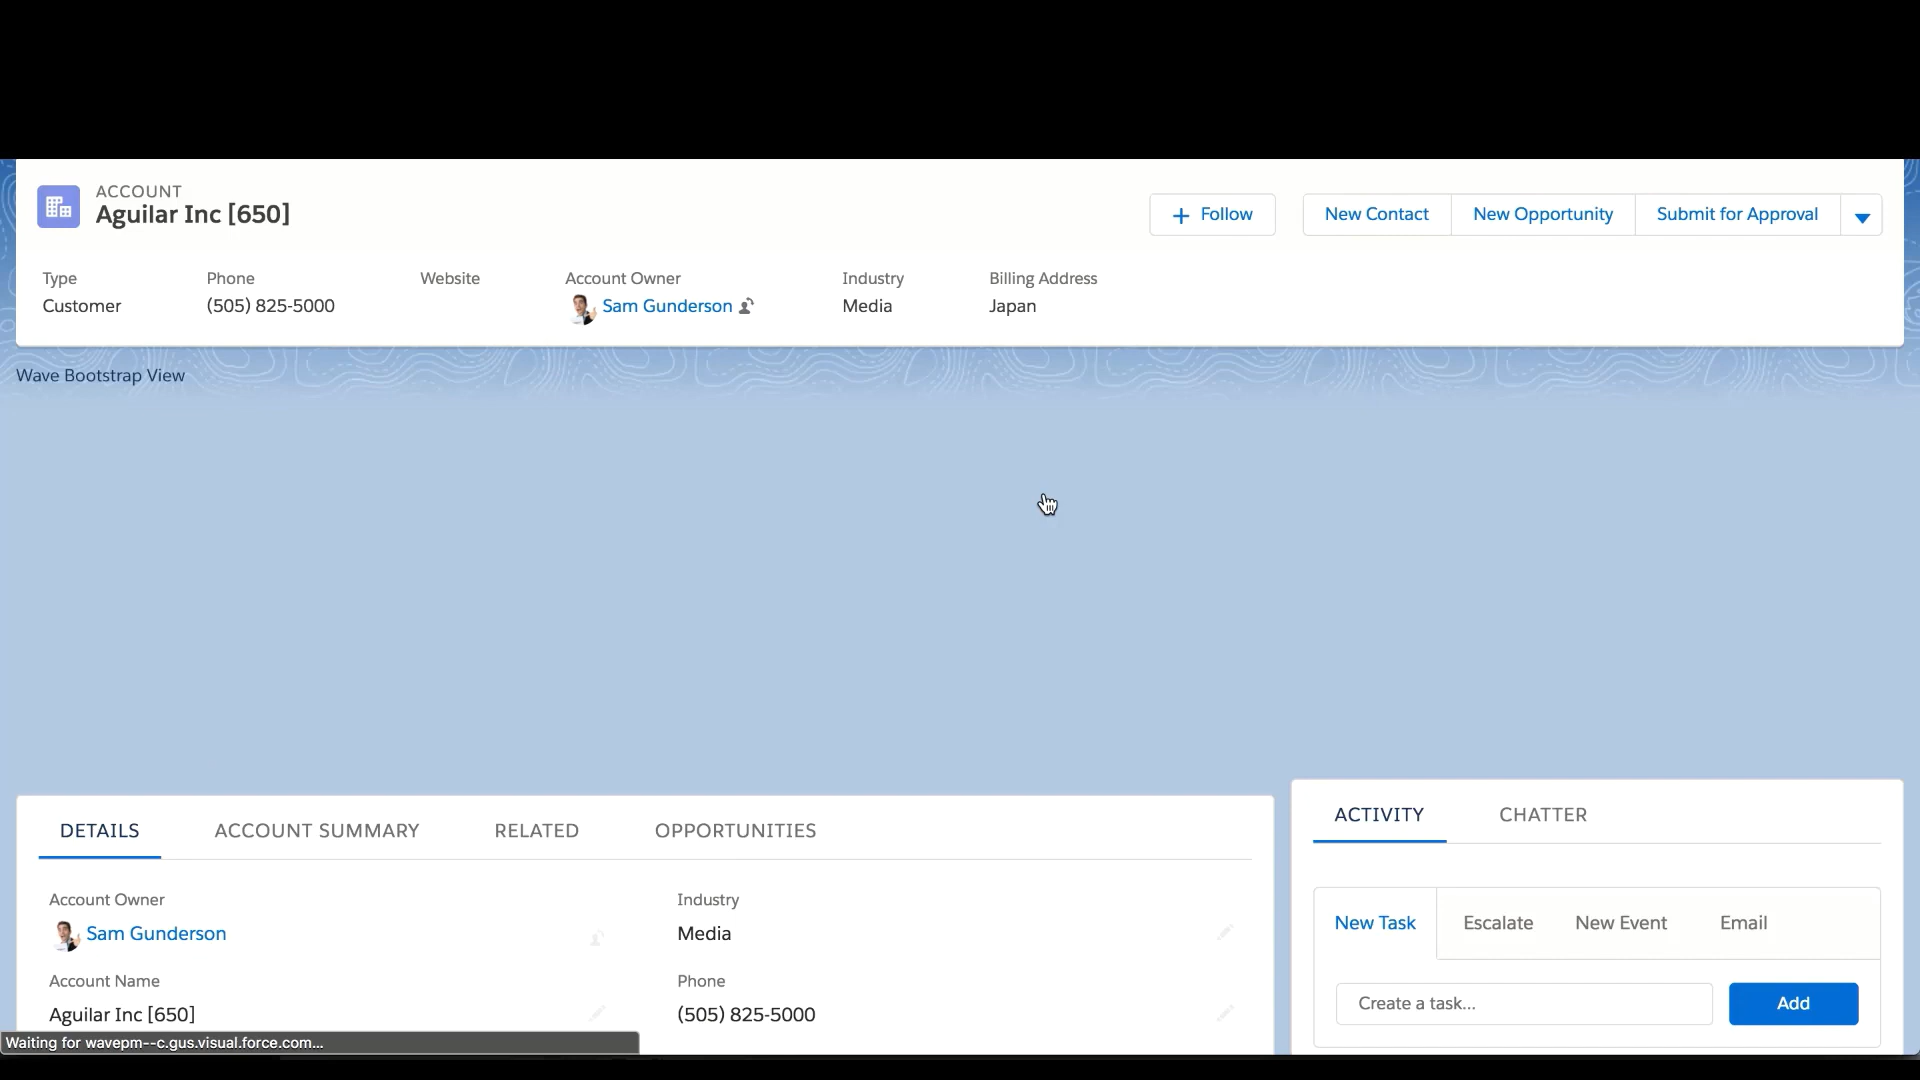 ACCOUNT
Aguilar Inc [650]
Follow
New Contact
New Opportunity
Submit for Approval
Type
Phone
Website
Account Owner
Industry
Billing Address
Customer
(505) 825-5000
Sam Gunderson
Media
Japan
Wave Bootstrap View
DETAILS
ACCOUNT SUMMARY
RELATED
OPPORTUNITIES
Account Owner
Sam Gunderson
Industry
Media
Account Name
Aguilar Inc [650]
Phone
(505) 825-5000
ACTIVITY
CHATTER
New Task
Escalate
New Event
Email
Create a task...
Add
Waiting for wavepm--c.gus.visual.force.com...